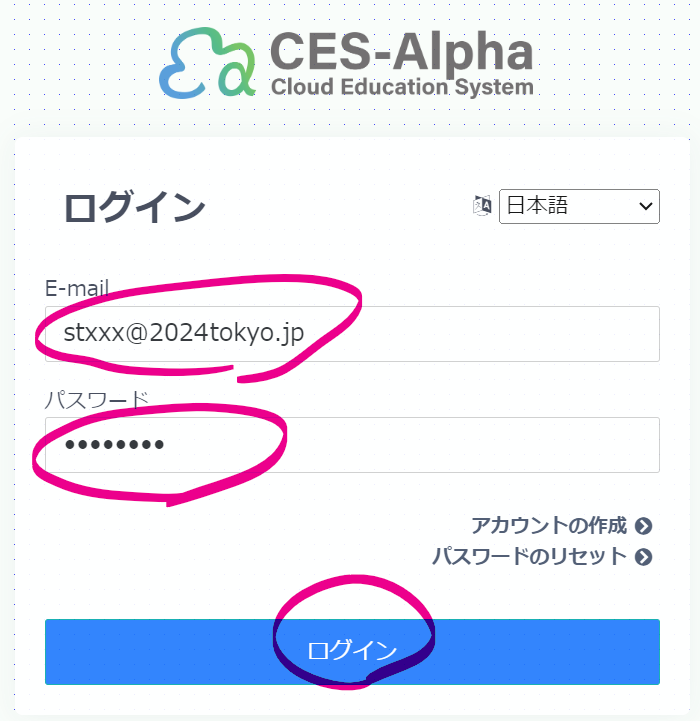 CES-Alpha
Cloud Education System
ログイン
日本語
E-mail
stxxx@2024tokyo.jp
パスワード
••••••••
アカウントの作成
パスワードのリセット
ログイン